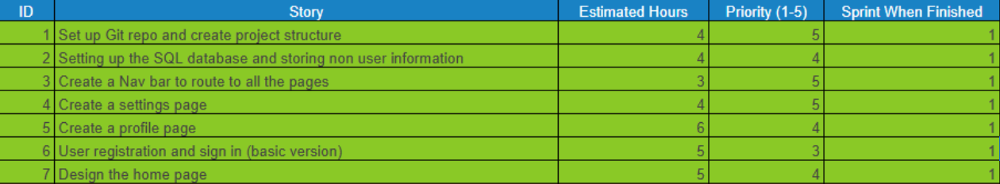 ID Story Estimated Hours Priority (1-5) Sprint When Finished
1 Set up Git repo and create project structure 4 5 1
2 Setting up the SQL database and storing non user information 4 4 1
3 Create a Nav bar to route to all the pages 3 5 1
4 Create a settings page 4 5 1
5 Create a profile page 6 4 1
6 User registration and sign in (basic version) 5 3 1
7 Design the home page 5 4 1